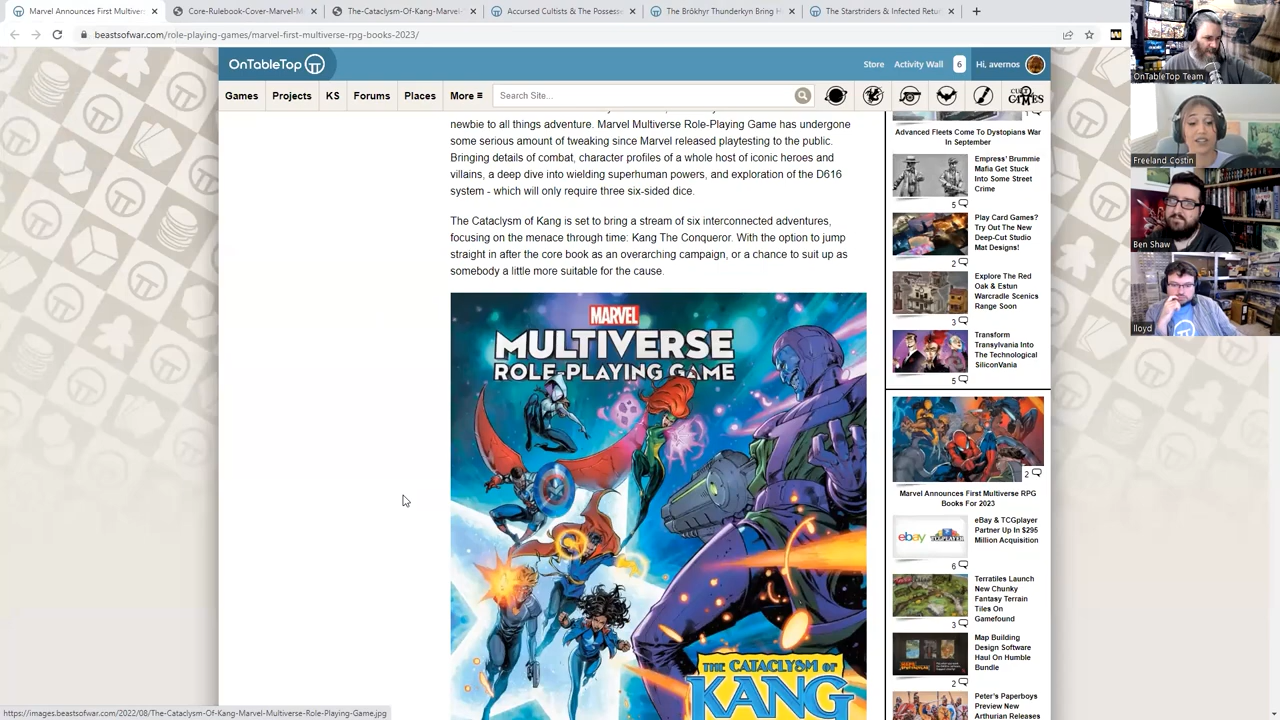 Marvel Announces First Multiver
Core-Rulebook-Cover-Marvel-M
The-Cataclysm-Of-Kang-Marvel
Accursed Cultists & The Possesse
The Brôkhyr Thunderkyn Bring H
The Starstriders & Infected Retu
beastsofwar.com/role-playing-games/marvel-first-multiverse-rpg-books-2023/
OnTableTop
Store
Activity Wall
6
Hi, avernos
Games
Projects
KS
Forums
Places
Search Site...
GAMES
newbie to all things adventure. Marvel Multiverse Role-Playing Game has undergone
some serious amount of tweaking since Marvel released playtesting to the public.
Bringing details of combat, character profiles of a whole host of iconic heroes and
villains, a deep dive into wielding superhuman powers, and exploration of the D616
system - which will only require three six-sided dice.
The Cataclysm of Kang is set to bring a stream of six interconnected adventures,
focusing on the menace through time: Kang The Conqueror. With the option to jump
straight in after the core book as an overarching campaign, or a chance to suit up as
somebody a little more suitable for the cause.
MARVEL
MULTIVERSE
ROLE-PLAYING GAME
THE CATACLYSM OF
KANG
1
Advanced Fleets Come To Dystopians War
In September
Empress' Brummie
Mafia Get Stuck
Into Some Street
Crime
5
Play Card Games?
Try Out The New
Deep-Cut Studio
Mat Designs!
2
Explore The Red
Oak & Estun
Warcradle Scenics
Range Soon
3
Transform
Transylvania Into
The Technological
SiliconVania
5
2
Marvel Announces First Multiverse RPG
Books For 2023
ebay
eBay & TCGplayer
Partner Up In $295
Million Acquisition
6
Terratiles Launch
New Chunky
Fantasy Terrain
Tiles On
Gamefound
3
Map Building
Design Software
Haul On Humble
Bundle
2
Peter's Paperboys
Preview New
Arthurian Releases
OnTableTop Team
Freeland Costin
Ben Shaw
lloyd
https://images.beastsofwar.com/2022/08/The-Cataclysm-Of-Kang-Marvel-Multiverse-Role-Playing-Game.jpg